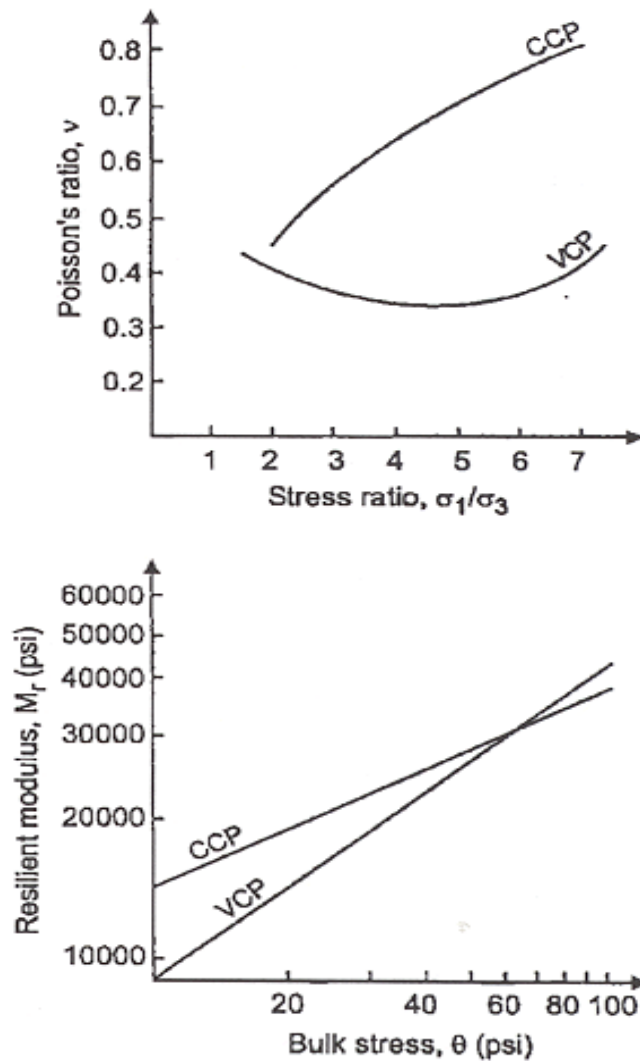 0.8
0.7
0.6
0.5
0.4
0.3
0.2
Poisson's ratio, ν
CCP
VCP
1 2 3 4 5 6 7
Stress ratio, σ1/σ3
60000
50000
40000
30000
20000
10000
Resilient modulus, Mr (psi)
CCP
VCP
20 40 60 80 100
Bulk stress, θ (psi)